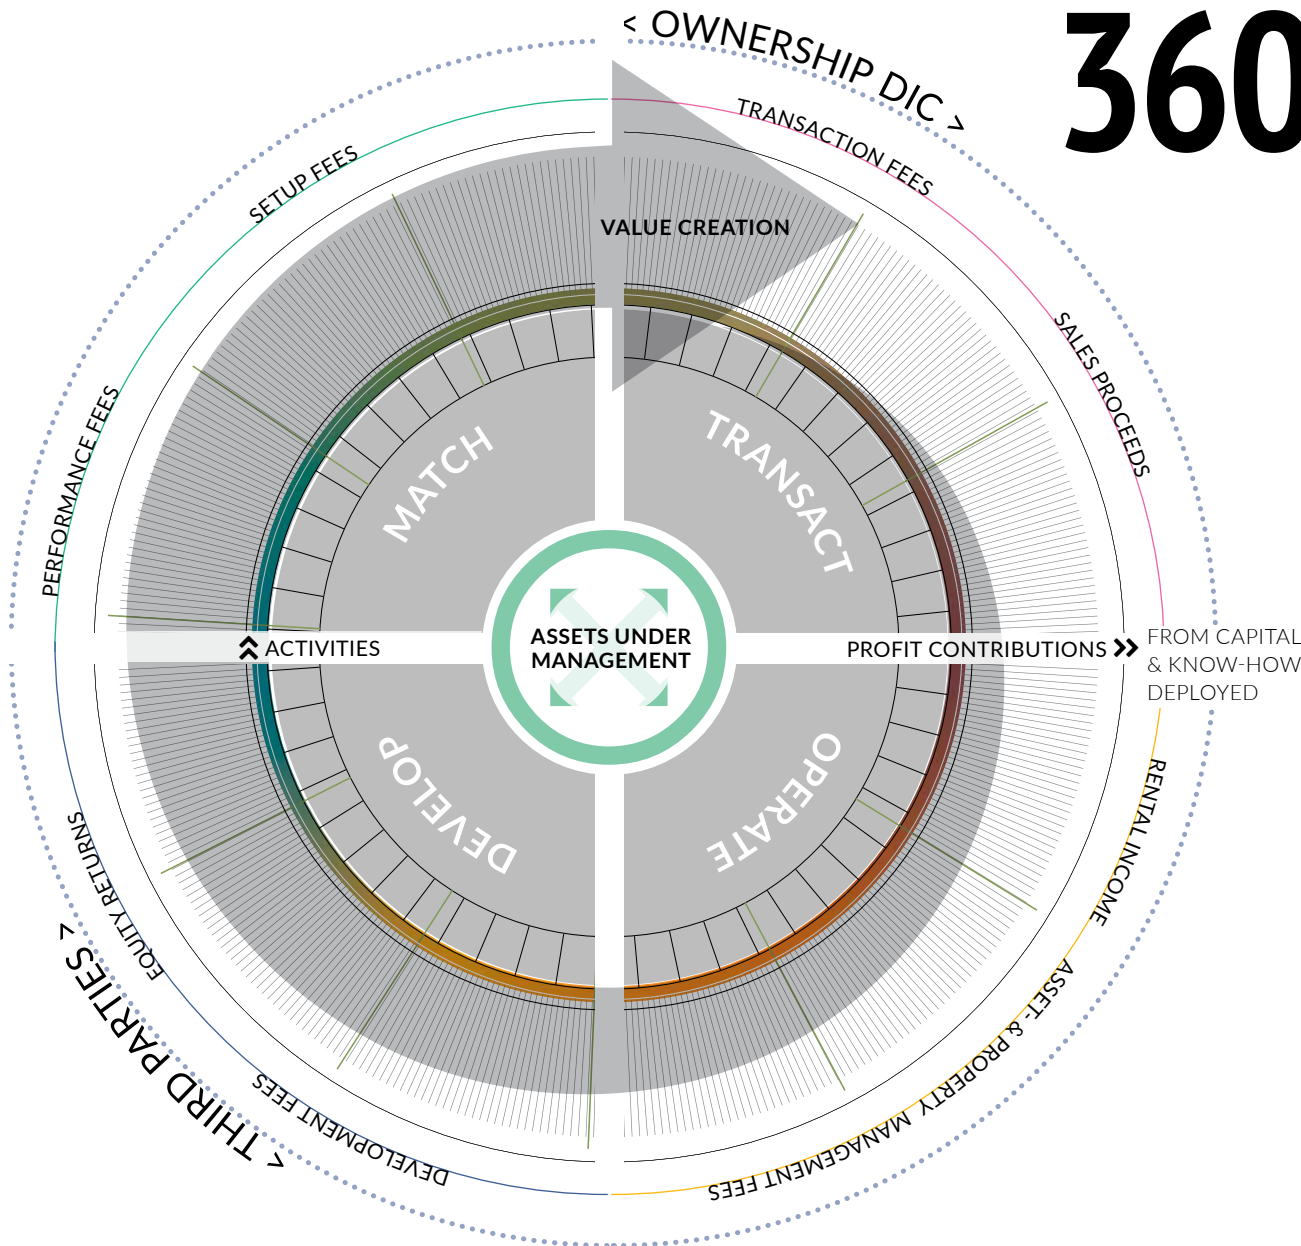 360
< OWNERSHIP DIC >
TRANSACTION FEES
SETUP FEES
VALUE CREATION
SALES PROCEEDS
PERFORMANCE FEES
MATCH
TRANSACT
ASSETS UNDER
MANAGEMENT
ACTIVITIES
PROFIT CONTRIBUTIONS
FROM CAPITAL
& KNOW-HOW
DEPLOYED
DEVELOP
OPERATE
RENTAL INCOME
EQUITY RETURNS
ASSET- & PROPERTY MANAGEMENT FEES
< THIRD PARTIES >
DEVELOPMENT FEES